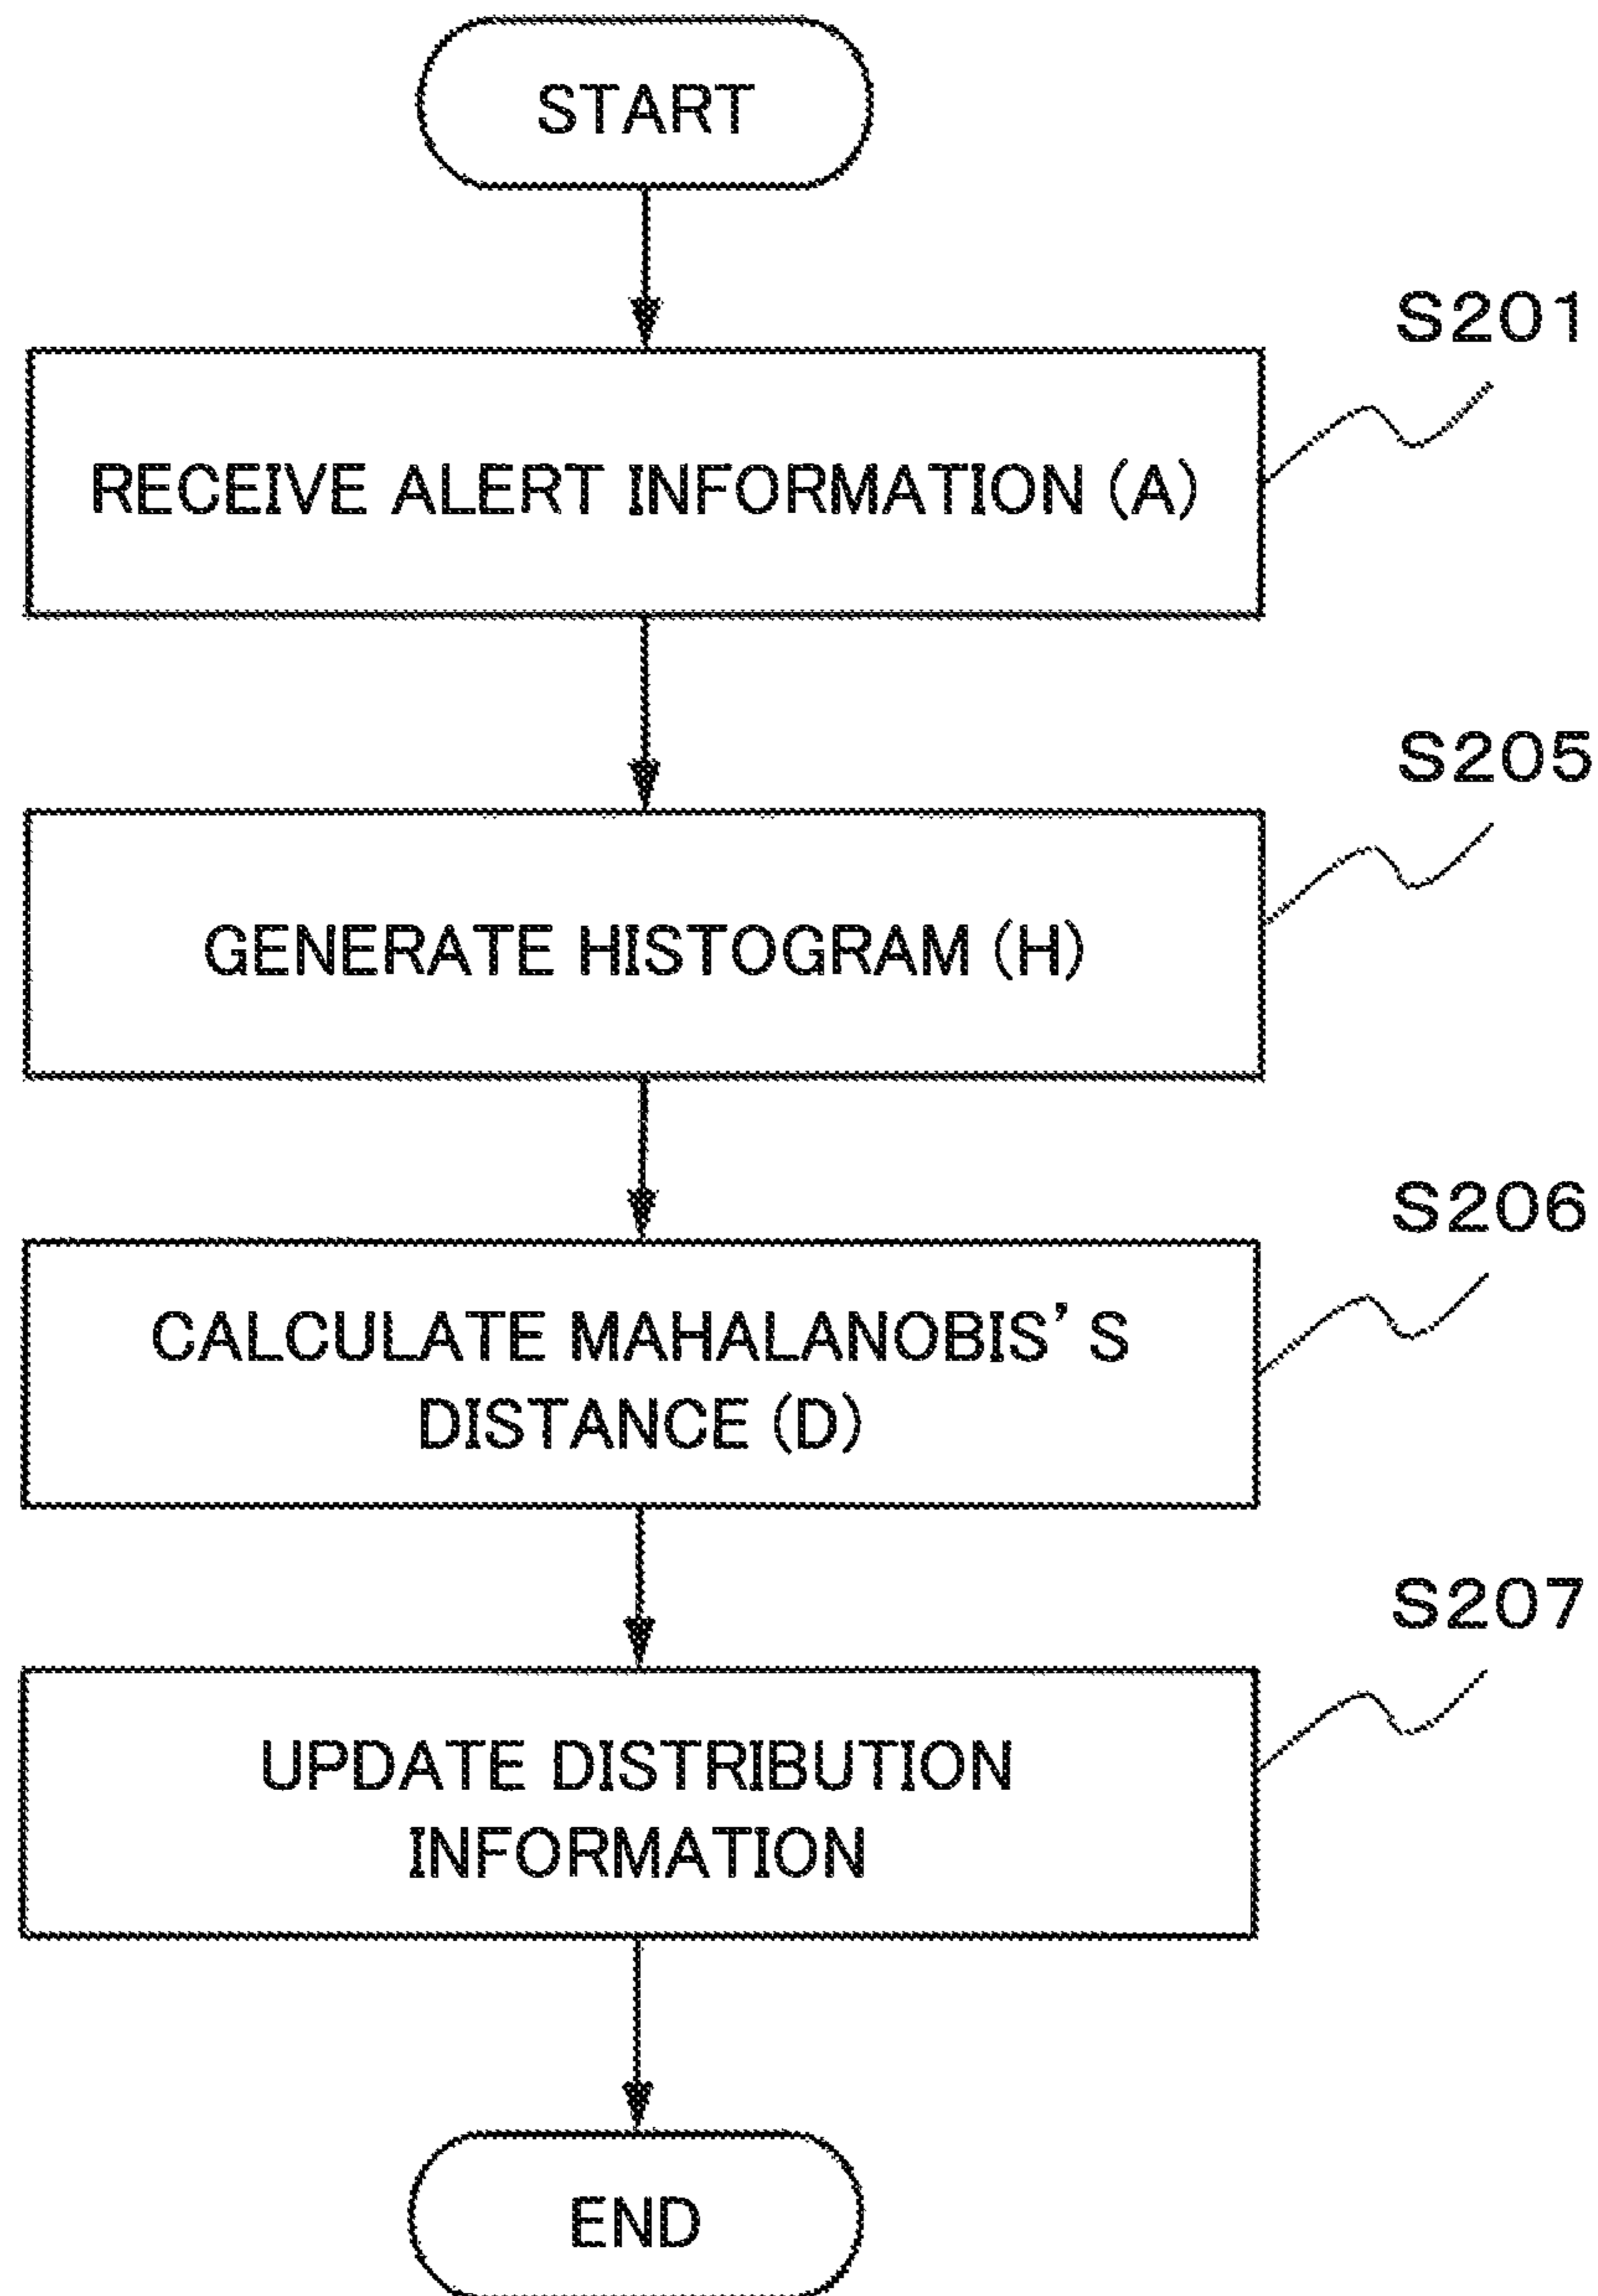 START
S201
RECEIVE ALERT INFORMATION (A)
S205
GENERATE HISTOGRAM (H)
S206
CALCULATE MAHALANOBIS'S
DISTANCE (D)
S207
UPDATE DISTRIBUTION
INFORMATION
END